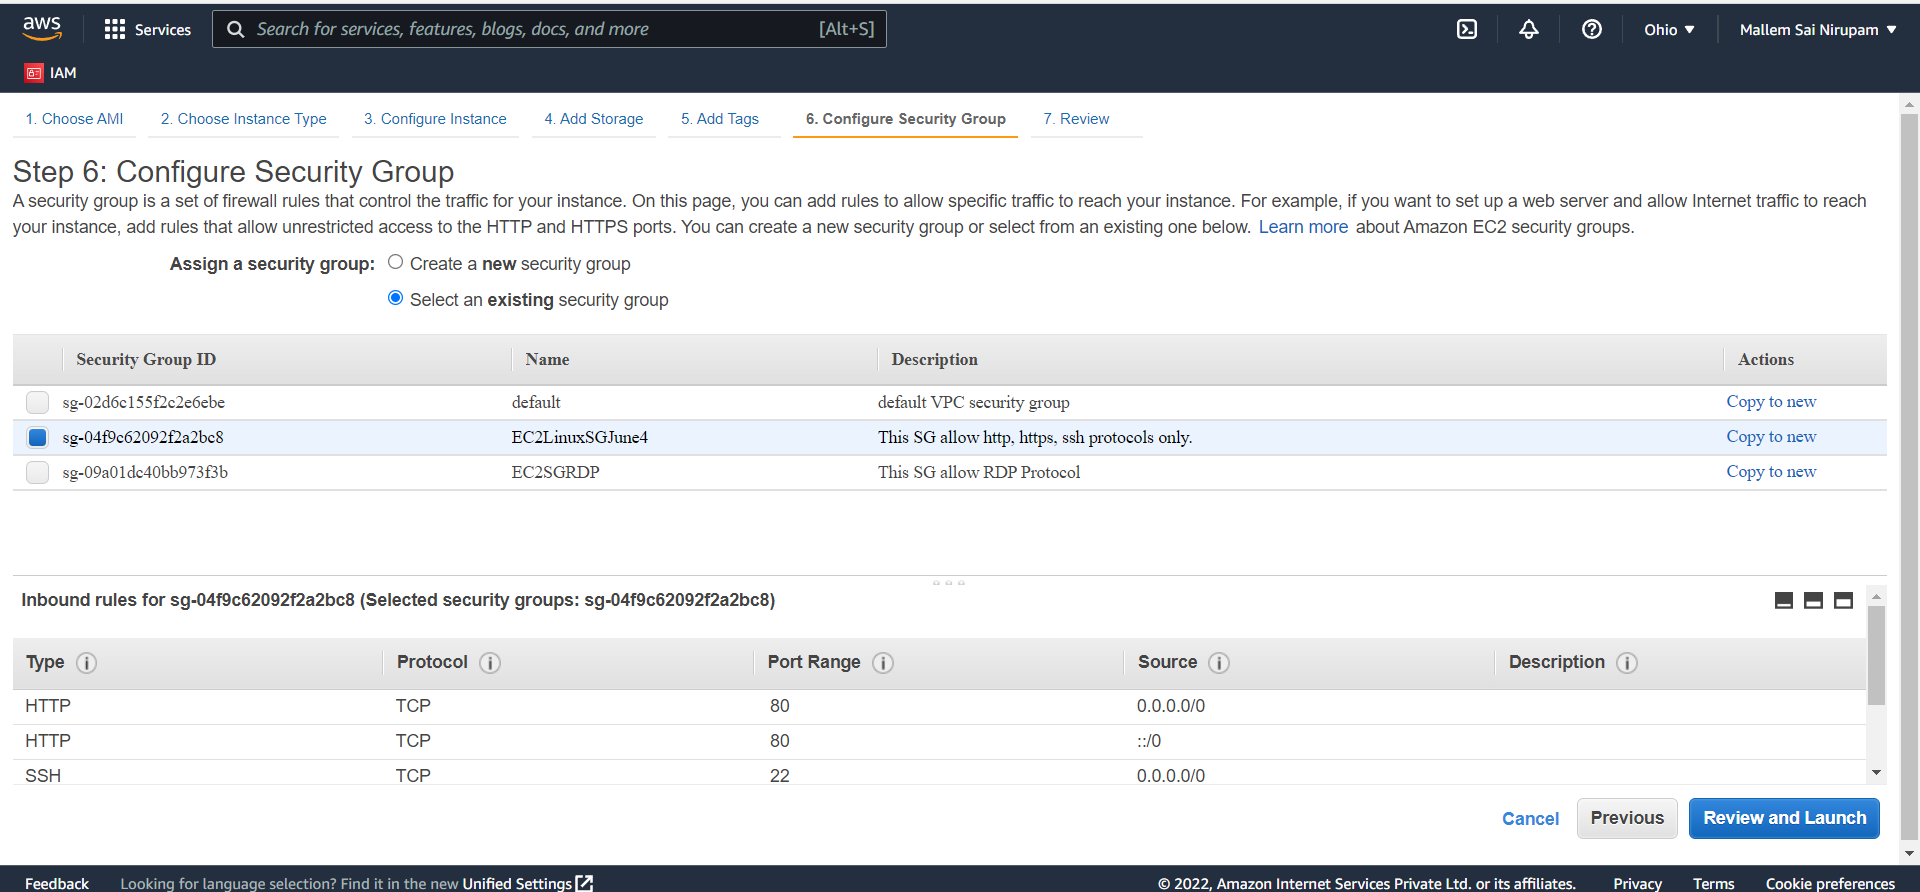 aws
Services
Search for services, features, blogs, docs, and more [Alt+S]
Ohio ▼
Mallem Sai Nirupam ▼
IAM
1. Choose AMI 2. Choose Instance Type 3. Configure Instance 4. Add Storage 5. Add Tags 6. Configure Security Group 7. Review
Step 6: Configure Security Group
A security group is a set of firewall rules that control the traffic for your instance. On this page, you can add rules to allow specific traffic to reach your instance. For example, if you want to set up a web server and allow Internet traffic to reach
your instance, add rules that allow unrestricted access to the HTTP and HTTPS ports. You can create a new security group or select from an existing one below. Learn more about Amazon EC2 security groups.
Assign a security group: Create a new security group
Select an existing security group
Security Group ID Name Description Actions
sg-02d6c155f2c2e6ebe default default VPC security group Copy to new
sg-04f9c62092f2a2bc8 EC2LinuxSGJune4 This SG allow http, https, ssh protocols only. Copy to new
sg-09a01dc40bb973f3b EC2SGRDP This SG allow RDP Protocol Copy to new
Inbound rules for sg-04f9c62092f2a2bc8 (Selected security groups: sg-04f9c62092f2a2bc8)
Type i Protocol i Port Range i Source i Description i
HTTP TCP 80 0.0.0.0/0
HTTP TCP 80 ::/0
SSH TCP 22 0.0.0.0/0
Cancel Previous Review and Launch
Feedback Looking for language selection? Find it in the new Unified Settings © 2022, Amazon Internet Services Private Ltd. or its affiliates. Privacy Terms Cookie preferences